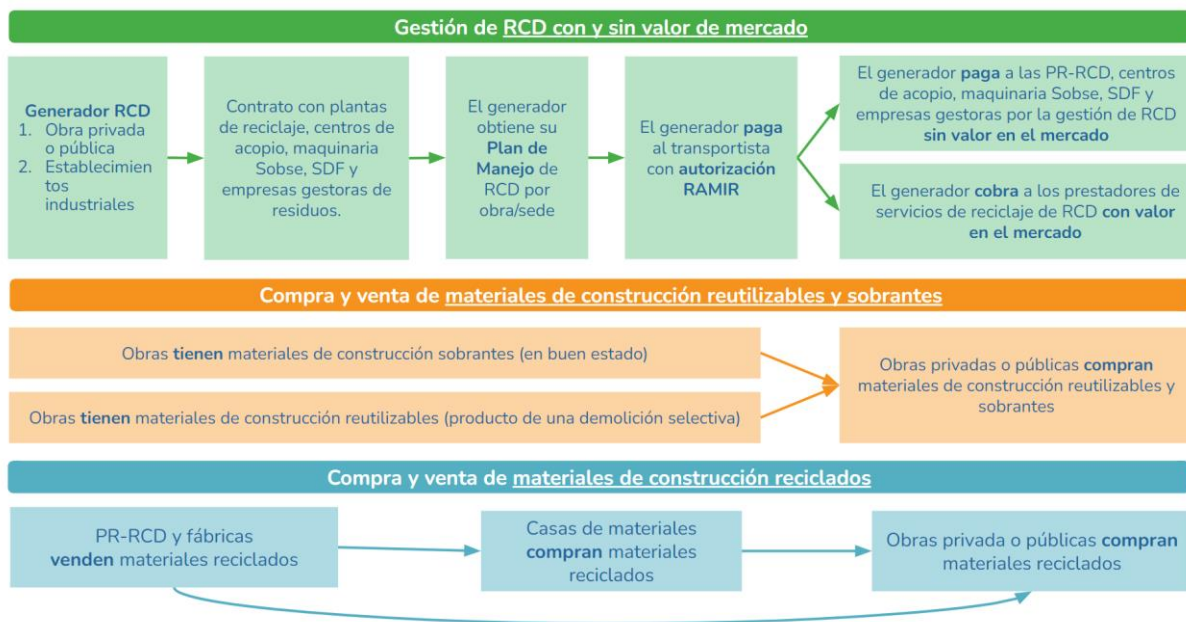 Gestión de RCD con y sin valor de mercado
Generador RCD
1. Obra privada
o pública
2. Establecimien
tos
industriales
Contrato con plantas
de reciclaje, centros de
acopio, maquinaria
Sobse, SDF y
empresas gestoras de
residuos.
El generador
obtiene su
Plan de
Manejo de
RCD por
obra/sede
El generador paga
al transportista
con autorización
RAMIR
El generador paga a las PR-RCD, centros
de acopio, maquinaria Sobse, SDF y
empresas gestoras por la gestión de RCD
sin valor en el mercado
El generador cobra a los prestadores de
servicios de reciclaje de RCD con valor
en el mercado
Compra y venta de materiales de construcción reutilizables y sobrantes
Obras tienen materiales de construcción sobrantes (en buen estado)
Obras tienen materiales de construcción reutilizables (producto de una demolición selectiva)
Obras privadas o públicas compran
materiales de construcción reutilizables y
sobrantes
Compra y venta de materiales de construcción reciclados
PR-RCD y fábricas
venden materiales reciclados
Casas de materiales
compran materiales
reciclados
Obras privada o públicas compran
materiales reciclados